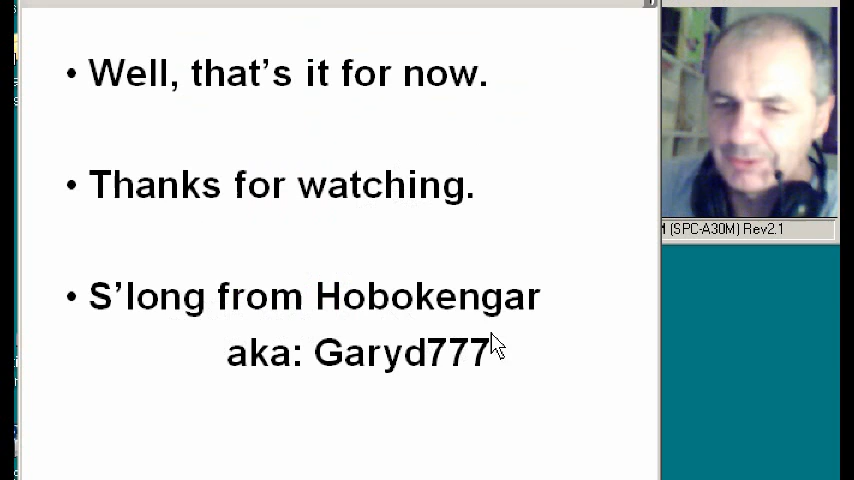 • Well, that's it for now.
• Thanks for watching.
• S'long from Hobokengar
aka: Garyd777
(SPC-A30M) Rev2.1